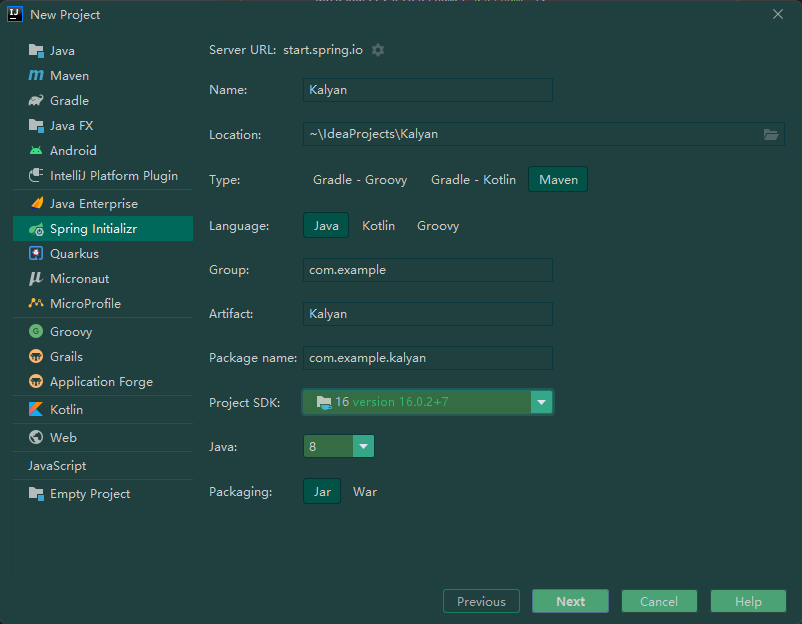 IJ
New Project
Java
Maven
Gradle
Java FX
Android
IntelliJ Platform Plugin
Java Enterprise
Spring Initializr
Quarkus
Micronaut
MicroProfile
Groovy
Grails
Application Forge
Kotlin
Web
JavaScript
Empty Project
Server URL: start.spring.io
Name: Kalyan
Location: ~\IdeaProjects\Kalyan
Type: Gradle - Groovy Gradle - Kotlin Maven
Language: Java Kotlin Groovy
Group: com.example
Artifact: Kalyan
Package name: com.example.kalyan
Project SDK: 16 version 16.0.2+7
Java: 8
Packaging: Jar War
Previous Next Cancel Help